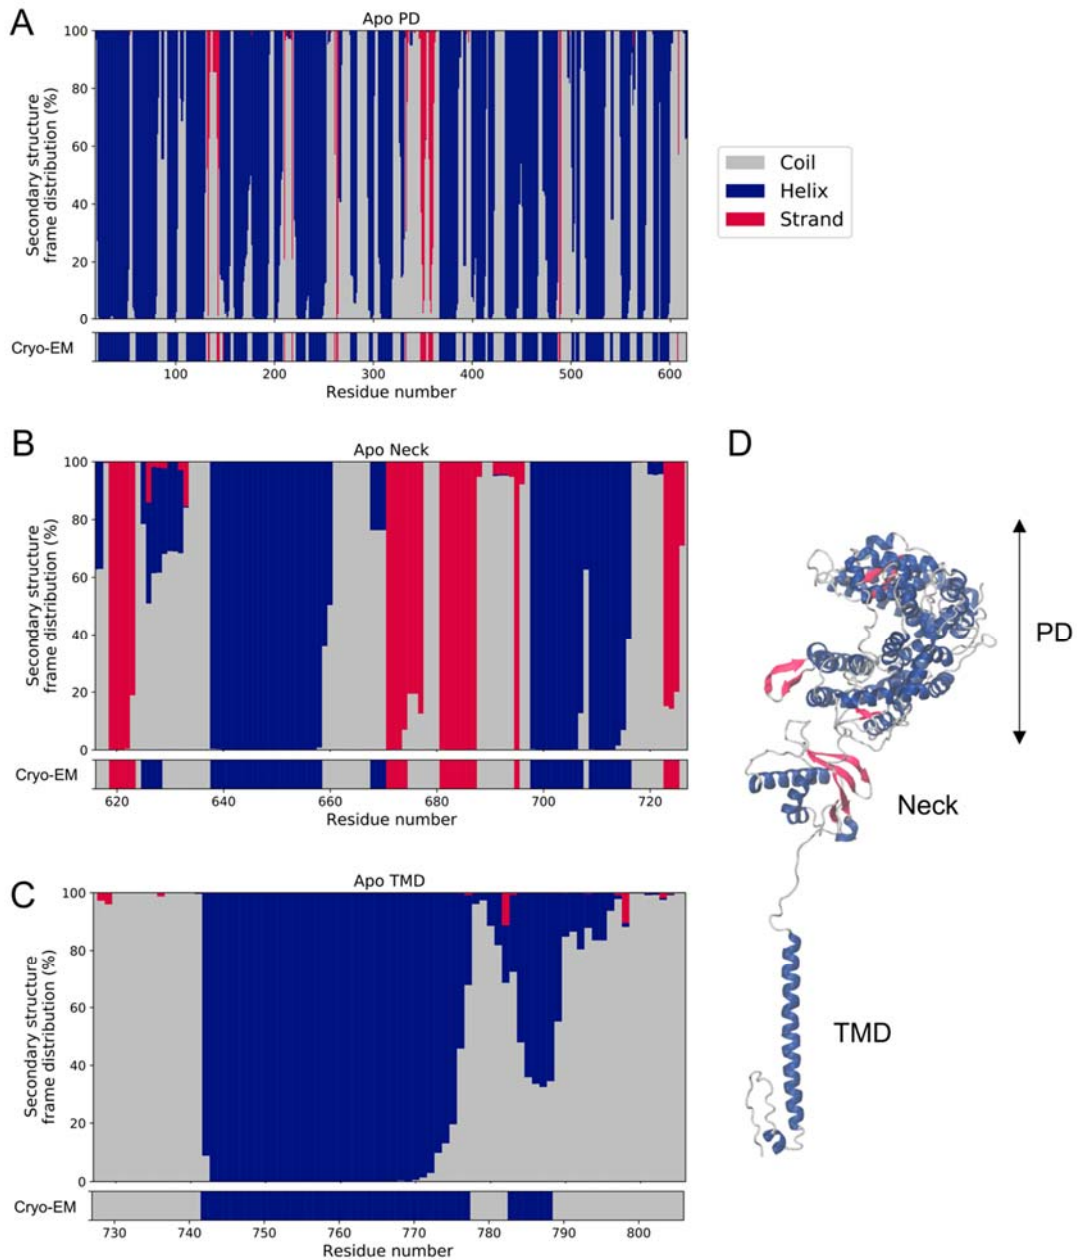 A
Apo PD
Secondary structure
frame distribution (%)
100
80
60
40
20
0
Cryo-EM
100 200 300 400 500 600
Residue number
Coil
Helix
Strand
B
Apo Neck
Secondary structure
frame distribution (%)
100
80
60
40
20
0
Cryo-EM
620 640 660 680 700 720
Residue number
C
Apo TMD
Secondary structure
frame distribution (%)
100
80
60
40
20
0
Cryo-EM
730 740 750 760 770 780 790 800
Residue number
D
PD
Neck
TMD